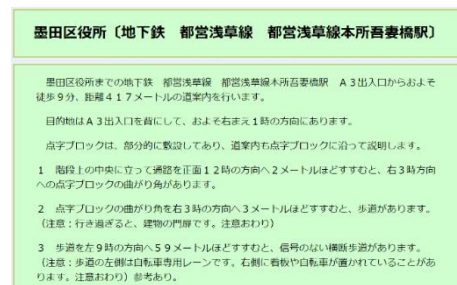 墨田区役所〔地下鉄　都営浅草線　都営浅草線本所吾妻橋駅〕
墨田区役所までの地下鉄　都営浅草線　都営浅草線本所吾妻橋駅　Ａ３出入口からおよそ
徒歩９分、距離４１７メートルの道案内を行います。
目的地はＡ３出入口を背にして、およそ右まえ１時の方向にあります。
点字ブロックは、部分的に敷設してあり、道案内も点字ブロックに沿って説明します。
１　階段上の中央に立って通路を正面１２時の方向へ２メートルほどすすむと、右３時方向
への点字ブロックの曲がり角があります。
２　点字ブロックの曲がり角を右３時の方向へ３メートルほどすすむと、歩道があります。
（注意：行き過ぎると、建物の門扉です。注意おわり）
３　歩道を左９時の方向へ５９メートルほどすすむと、信号のない横断歩道があります。
（注意：歩道の左側は自転車専用レーンです。右側に看板や自転車が置かれていることがあ
ります。注意おわり）参考あり。